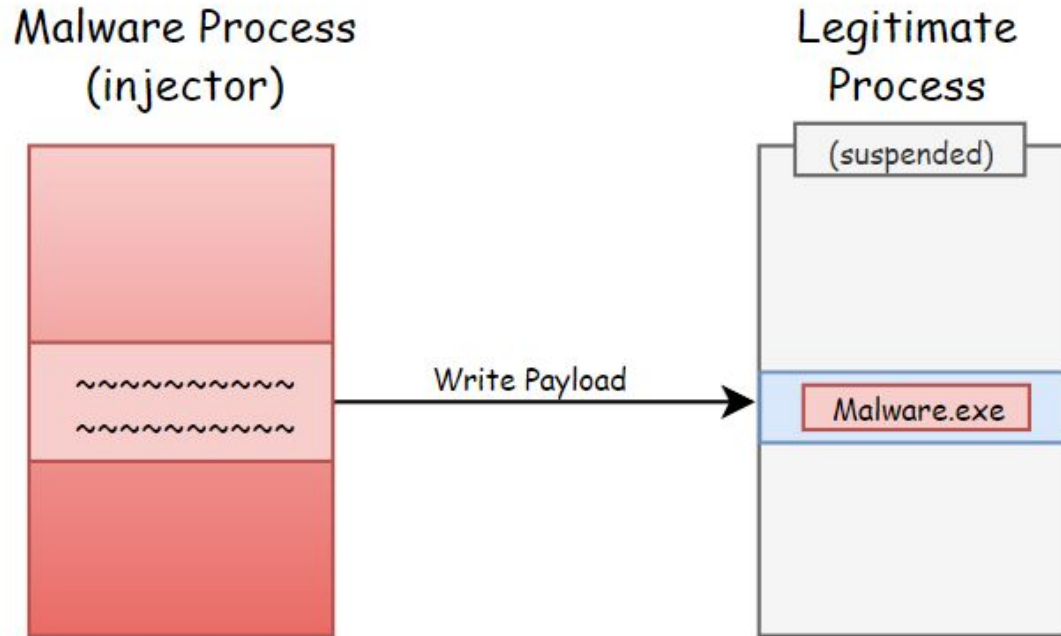 Malware Process
(injector)
Legitimate
Process
(suspended)
~~~~~~~~~~
~~~~~~~~~~
Write Payload
Malware.exe